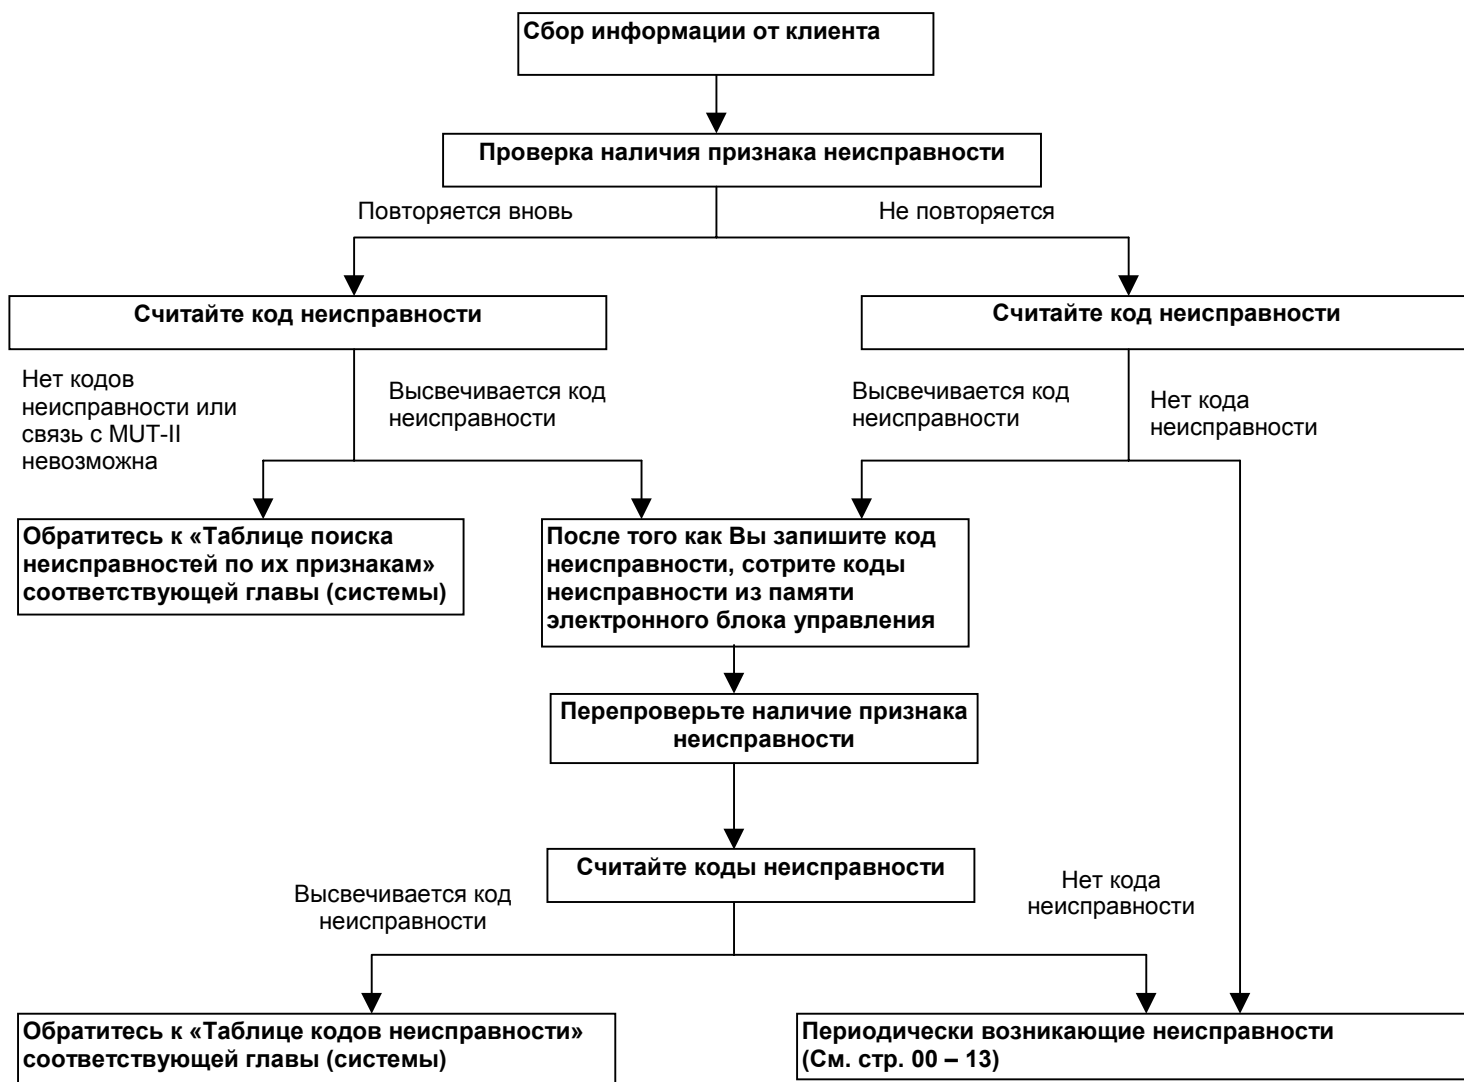 Сбор информации от клиента
Проверка наличия признака неисправности
Повторяется вновь
Не повторяется
Считайте код неисправности
Считайте код неисправности
Нет кодов
неисправности или
связь с MUT-II
невозможна
Высвечивается код
неисправности
Высвечивается код
неисправности
Нет кода
неисправности
Обратитесь к «Таблице поиска
неисправностей по их признакам»
соответствующей главы (системы)
После того как Вы запишите код
неисправности, сотрите коды
неисправности из памяти
электронного блока управления
Перепроверьте наличие признака
неисправности
Считайте коды неисправности
Высвечивается код
неисправности
Нет кода
неисправности
Обратитесь к «Таблице кодов неисправности»
соответствующей главы (системы)
Периодически возникающие неисправности
(См. стр. 00 – 13)